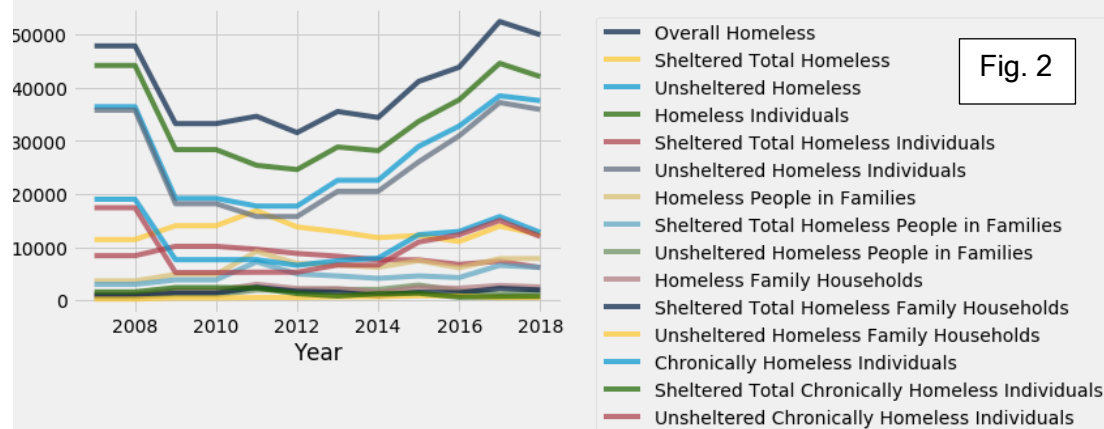 50000
40000
30000
20000
10000
0
2008 2010 2012 2014 2016 2018
Year
Overall Homeless
Sheltered Total Homeless
Unsheltered Homeless
Homeless Individuals
Sheltered Total Homeless Individuals
Unsheltered Homeless Individuals
Homeless People in Families
Sheltered Total Homeless People in Families
Unsheltered Homeless People in Families
Homeless Family Households
Sheltered Total Homeless Family Households
Unsheltered Homeless Family Households
Chronically Homeless Individuals
Sheltered Total Chronically Homeless Individuals
Unsheltered Chronically Homeless Individuals
Fig. 2